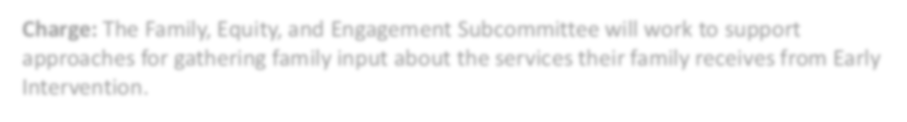 Charge: The Family, Equity, and Engagement Subcommittee will work to support
approaches for gathering family input about the services their family receives from Early
Intervention.